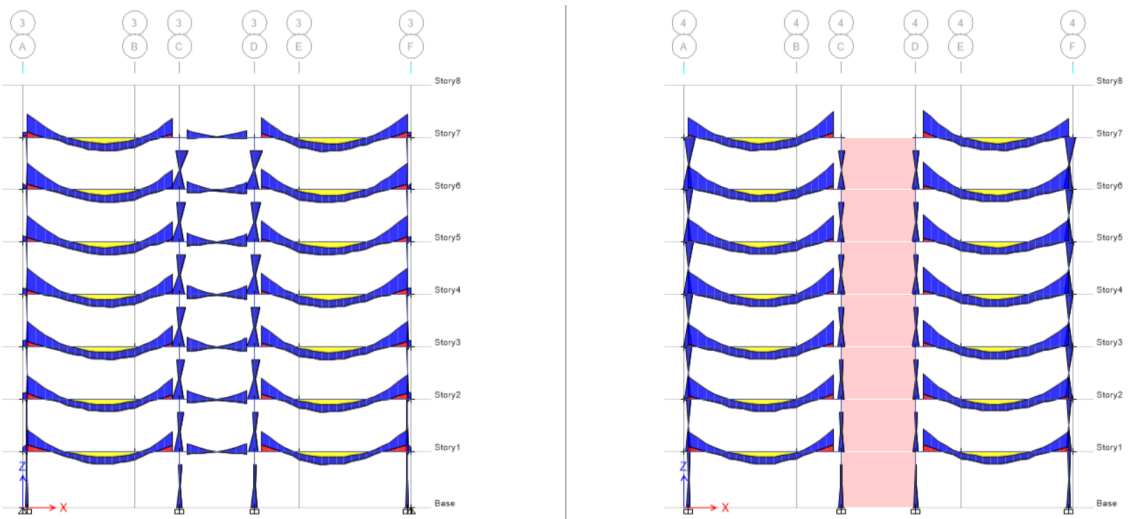 3 3 3 3 3 3
A B C D E F
Story8
Story7
Story6
Story5
Story4
Story3
Story2
Story1
Z
Base
X
4 4 4 4 4 4
A B C D E F
Story8
Story7
Story6
Story5
Story4
Story3
Story2
Story1
Z
Base
X